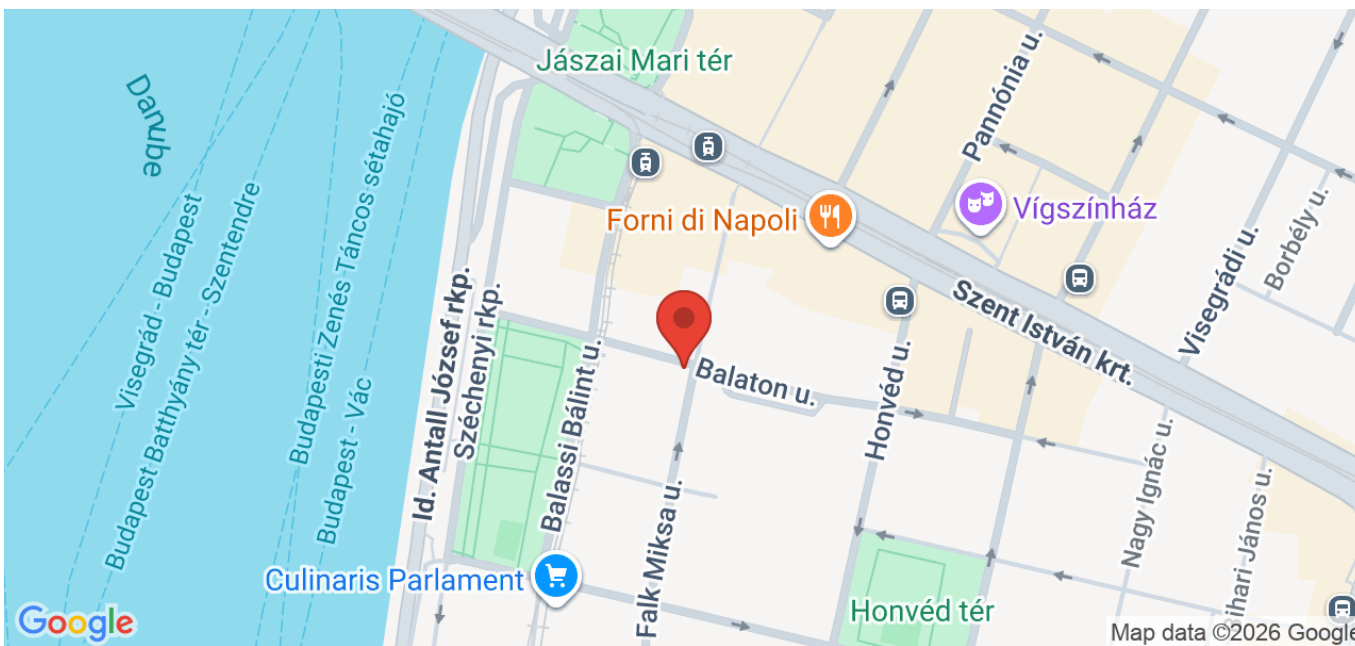 Jászai Mari tér
Pannónia u.
Danube
Forni di Napoli
Vígszínház
Borbély u.
Visegrádi u.
Visegrád - Budapest
Budapest Batthyány tér - Szentendre
Budapesti Zenés Táncos sétahajó
Budapest - Vác
Id. Antall József rkp.
Széchenyi rkp.
Balassi Bálint u.
Szent István krt.
Balaton u.
Honvéd u.
Falk Miksa u.
Nagy Ignác u.
Bihari János u.
Culinaris Parlament
Honvéd tér
Google
Map data ©2026 Google